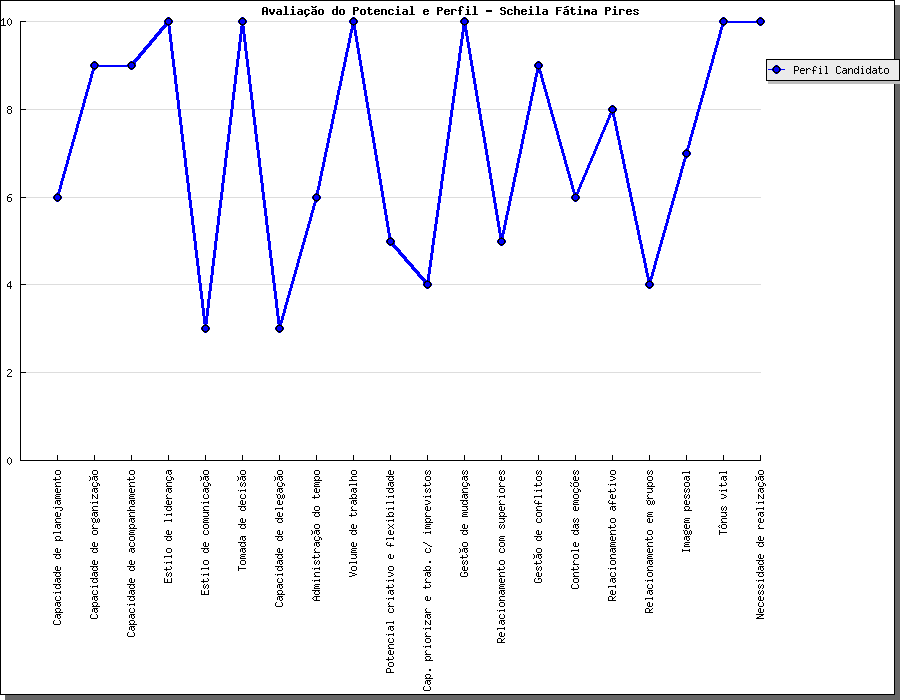 Avaliação do Potencial e Perfil - Scheila Fátima Pires
Perfil Candidato
10
8
6
4
2
0
Capacidade de planejamento
Capacidade de organização
Capacidade de acompanhamento
Estilo de liderança
Estilo de comunicação
Tomada de decisão
Capacidade de delegação
Administração do tempo
Volume de trabalho
Potencial criativo e flexibilidade
Cap. priorizar e trab. c/ imprevistos
Gestão de mudanças
Relacionamento com superiores
Gestão de conflitos
Controle das emoções
Relacionamento afetivo
Relacionamento em grupos
Imagem pessoal
Tônus vital
Necessidade de realização